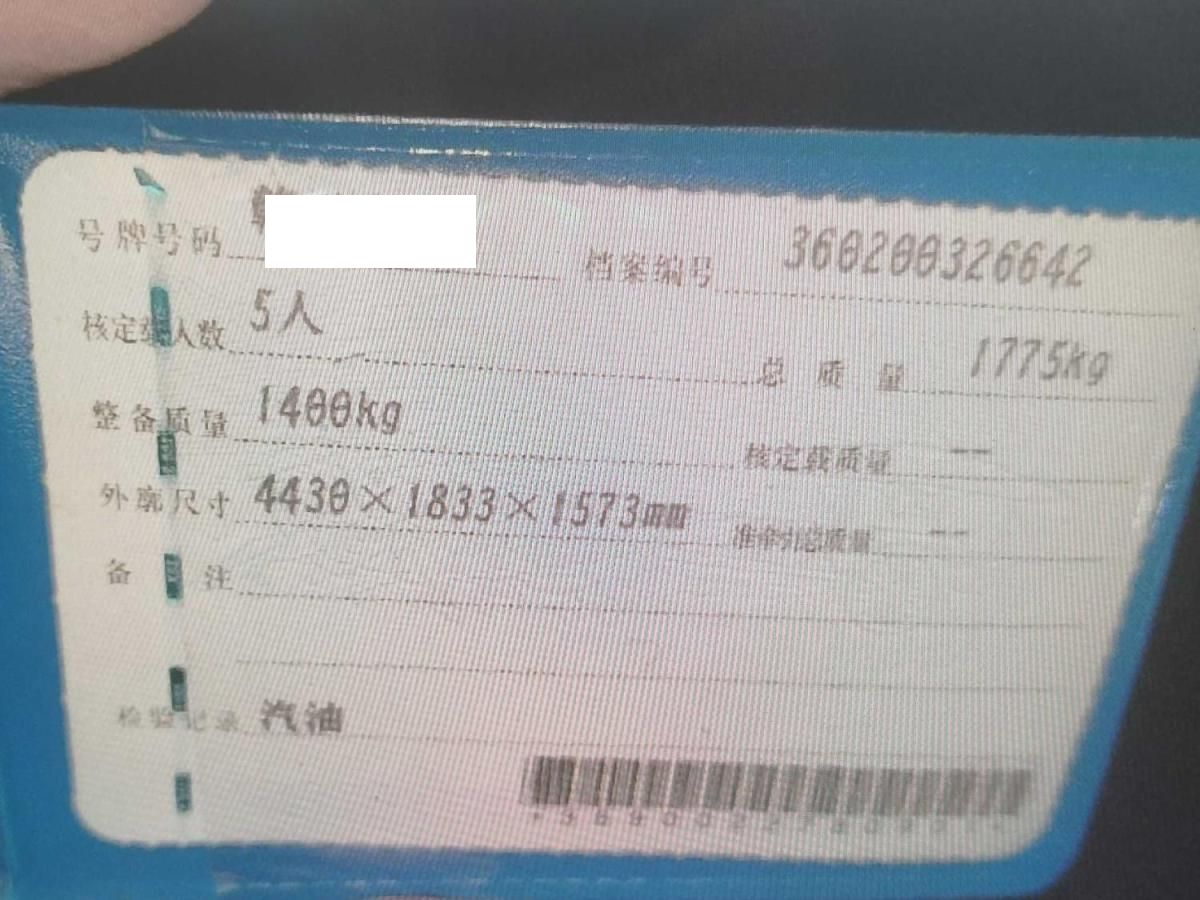 号牌号码 档案编号 360200326642
核定载人数 5人 总质量 1775kg
整备质量 1400kg 核定载质量 --
外廓尺寸 4430×1833×1573mm 准牵引总质量 --
备注
检验记录 汽油